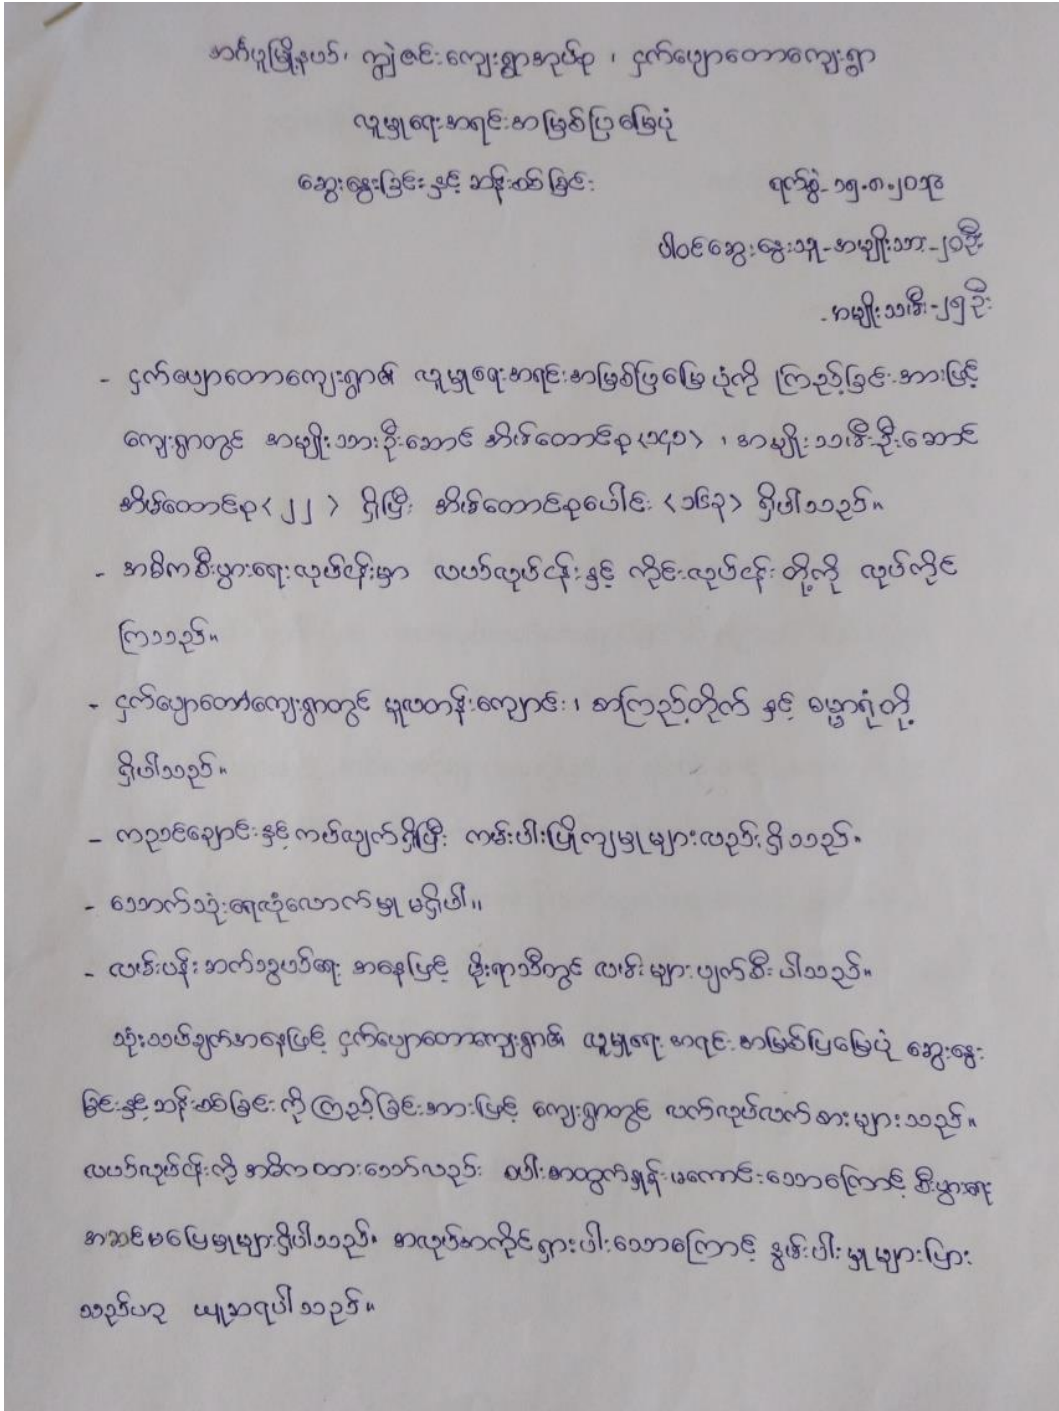 အင်္ဂပူမြို့နယ်၊ ကျွဲဇင်းကျေးရွာအုပ်စု ၊ ငှက်ပျောတောကျေးရွာ
လူမှုရေးအရင်းအမြစ်ပြမြေပုံ
ဆွေးနွေးခြင်းနှင့် ဆန်းစစ်ခြင်း ရက်စွဲ-၁၅.၈.၂၀၁၉
ပါဝင်ဆွေးနွေးသူ-အမျိုးသား-၂၀ဦး
-အမျိုးသမီး-၂၅ဦး
- ငှက်ပျောတောကျေးရွာ၏ လူမှုရေးအရင်းအမြစ်ပြမြေပုံကို ကြည့်ခြင်းအားဖြင့်
ကျေးရွာတွင် အမျိုးသားဦးဆောင် အိမ်ထောင်စု<၁၄၁> ၊ အမျိုးသမီးဦးဆောင်
အိမ်ထောင်စု<၂၂> ရှိပြီး အိမ်ထောင်စုပေါင်း <၁၆၃> ရှိပါသည်။
- အဓိကစီးပွားရေးလုပ်ငန်းမှာ လယ်လုပ်ငန်းနှင့် ကိုင်းလုပ်ငန်းတို့ကို လုပ်ကိုင်
ကြသည်။
- ငှက်ပျောတော်ကျေးရွာတွင် မူလတန်းကျောင်း၊ စာကြည့်တိုက် နှင့် ဓမ္မာရုံတို့
ရှိပါသည်။
- ကညင်ချောင်းနှင့်ကပ်လျက်ရှိပြီး ကမ်းပါးပြိုကျမှုများလည်းရှိသည်။
- သောက်သုံးရေလုံလောက်မှု မရှိပါ။
- လမ်းပန်းဆက်သွယ်ရေး အနေဖြင့် မိုးရာသီတွင် လမ်းများပျက်စီးပါသည်။
သုံးသပ်ချက်အနေဖြင့် ငှက်ပျောတောကျေးရွာ၏ လူမှုရေးအရင်းအမြစ်ပြမြေပုံ ဆွေးနွေး
ခြင်းနှင့်ဆန်းစစ်ခြင်းကိုကြည့်ခြင်းအားဖြင့် ကျေးရွာတွင် လက်လုပ်လက်စားများသည်။
လယ်လုပ်ငန်းကိုအဓိကထားသော်လည်း စပါးအထွက်နှုန်းမကောင်းသောကြောင့် စီးပွားရေး
အဆင်မပြေမှုများရှိပါသည်။ အလုပ်အကိုင်ရှားပါးသောကြောင့် နွမ်းပါးမှုများပြား
သည်ဟု ယူဆရပါသည်။